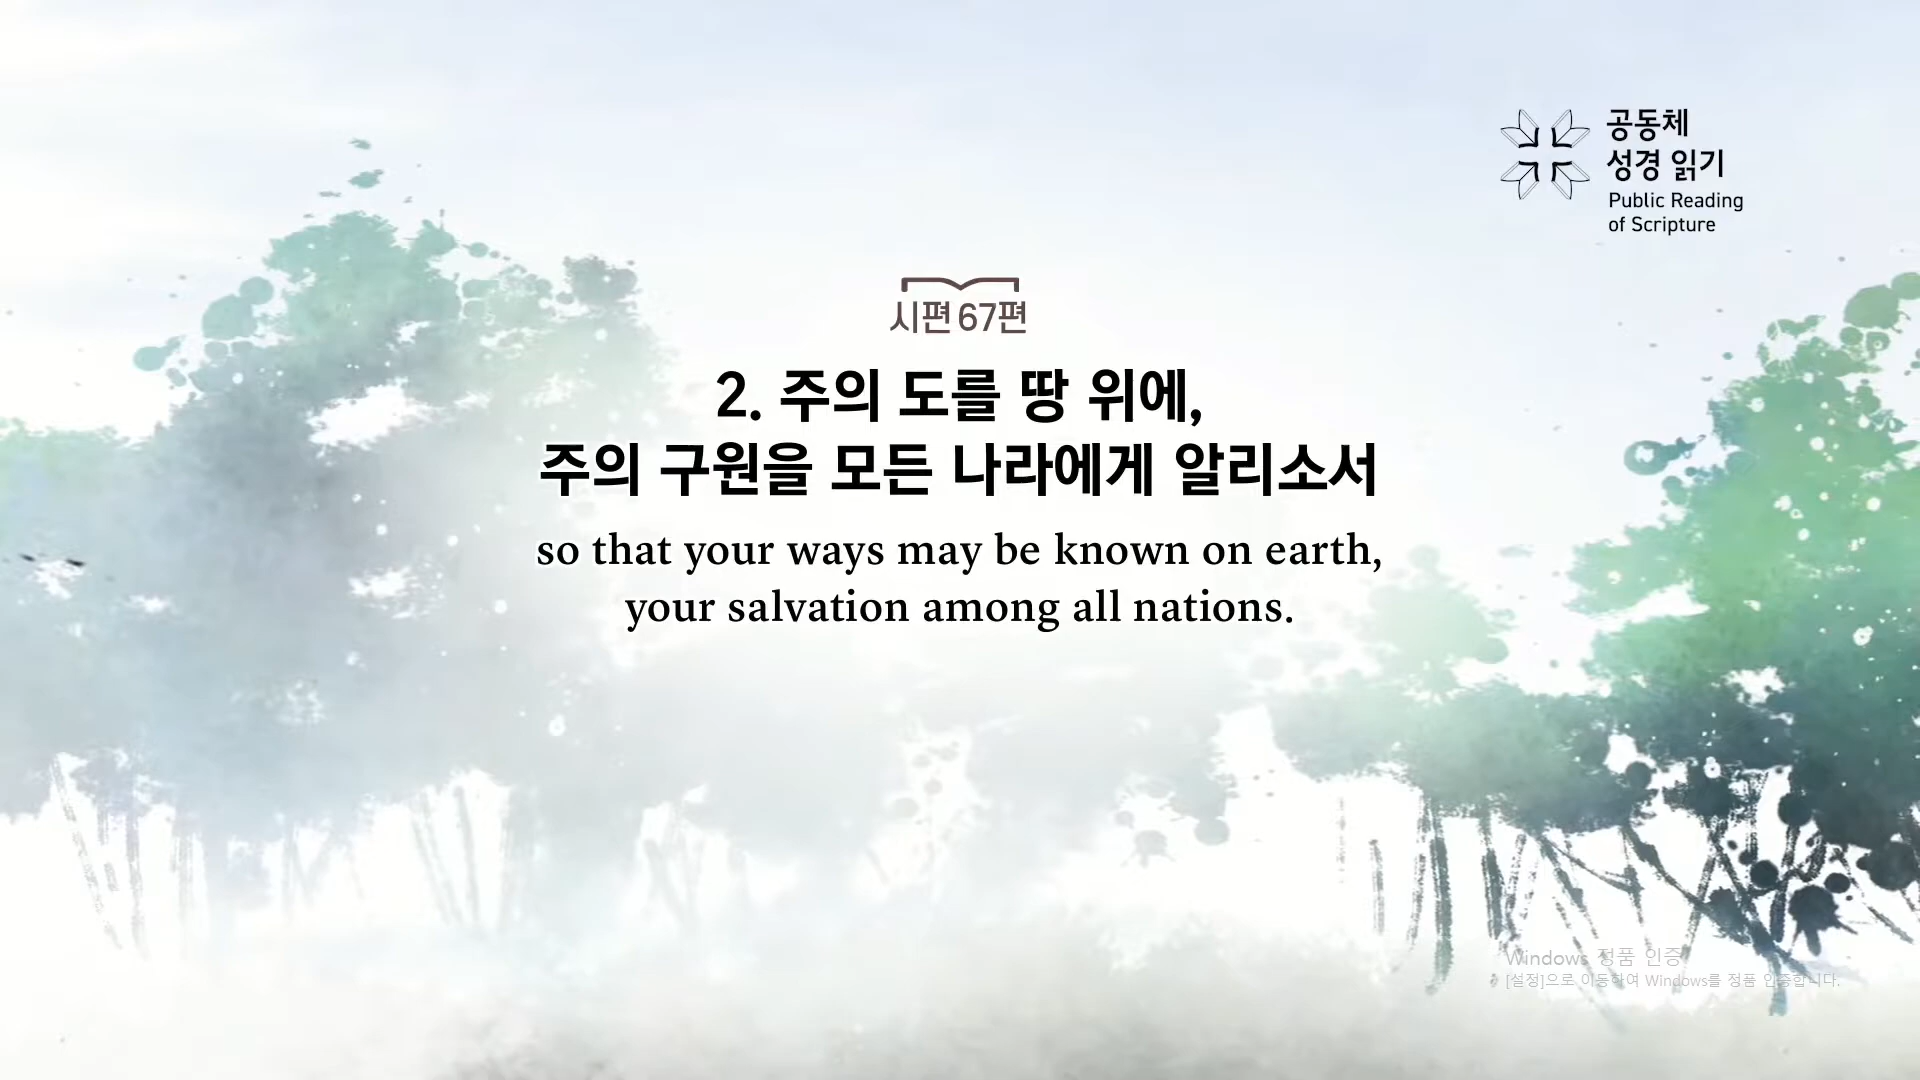 공동체
성경 읽기
Public Reading
of Scripture
시편 67편
2. 주의 도를 땅 위에,
주의 구원을 모든 나라에게 알리소서
so that your ways may be known on earth,
your salvation among all nations.
Windows 정품 인증
[설정]으로 이동하여 Windows를 정품 인증합니다.